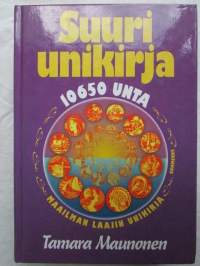 Suuri
unikirja
10650 UNTA
MAAILMAN LAAJIN UNIKIRJA
Tamara Maunonen